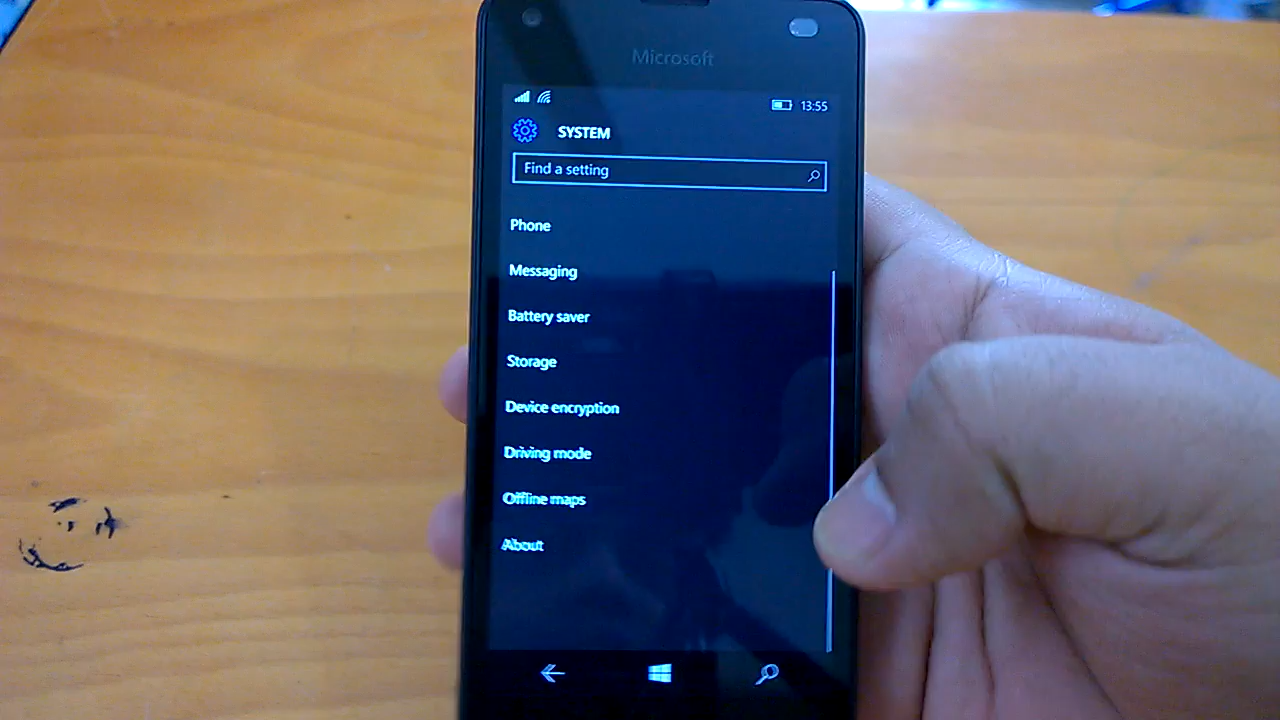 Microsoft
13:55
SYSTEM
Find a setting
Phone
Messaging
Battery saver
Storage
Device encryption
Driving mode
Offline maps
About